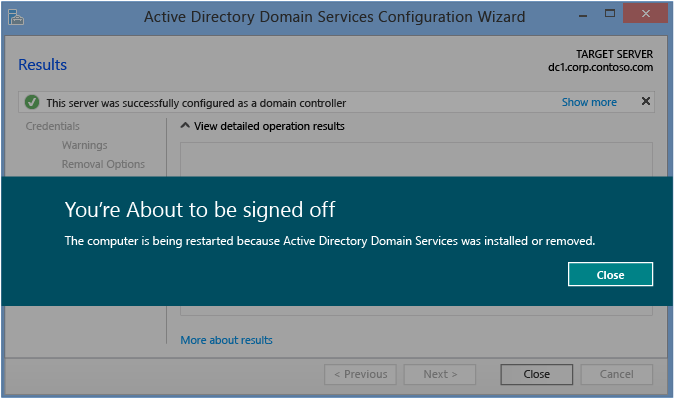 Active Directory Domain Services Configuration Wizard
Results
TARGET SERVER
dc1.corp.contoso.com
This server was successfully configured as a domain controller
Show more
Credentials
Warnings
Removal Options
View detailed operation results
You're About to be signed off
The computer is being restarted because Active Directory Domain Services was installed or removed.
Close
More about results
< Previous
Next >
Close
Cancel